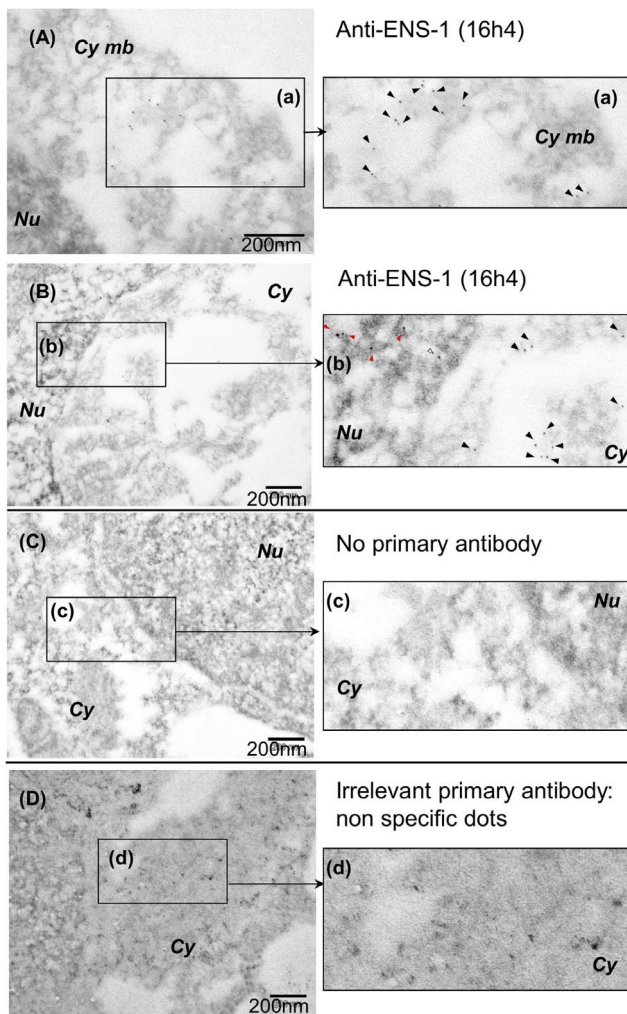 (A)
Cy mb
(a)
Nu
200nm
Anti-ENS-1 (16h4)
(a)
Cy mb
(B)
Cy
(b)
Nu
200nm
Anti-ENS-1 (16h4)
(b)
Nu
Cy
(C)
Nu
(c)
Cy
200nm
No primary antibody
(c)
Nu
Cy
(D)
(d)
Cy
200nm
Irrelevant primary antibody:
non specific dots
(d)
Cy